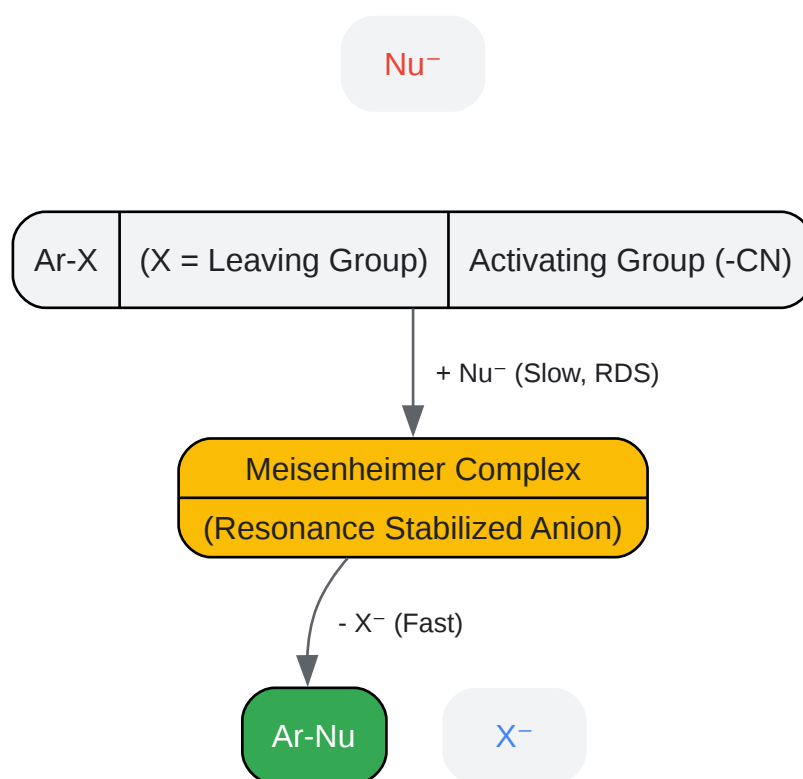 Nu⁻
Ar-X
(X = Leaving Group)
Activating Group (-CN)
+ Nu⁻ (Slow, RDS)
Meisenheimer Complex
(Resonance Stabilized Anion)
- X⁻ (Fast)
Ar-Nu
X⁻